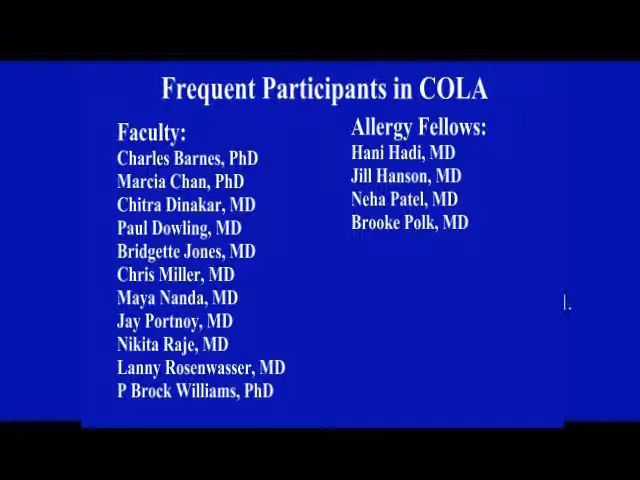 Frequent Participants in COLA
Faculty:
Charles Barnes, PhD
Marcia Chan, PhD
Chitra Dinakar, MD
Paul Dowling, MD
Bridgette Jones, MD
Chris Miller, MD
Maya Nanda, MD
Jay Portnoy, MD
Nikita Raje, MD
Lanny Rosenwasser, MD
P Brock Williams, PhD
Allergy Fellows:
Hani Hadi, MD
Jill Hanson, MD
Neha Patel, MD
Brooke Polk, MD